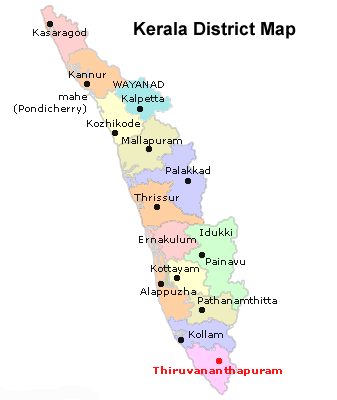 Kerala District Map
Kasaragod
Kannur
WAYANAD
mahe
(Pondicherry)
Kalpetta
Kozhikode
Mallapuram
Palakkad
Thrissur
Idukki
Ernakulum
Painavu
Kottayam
Alappuzha
Pathanamthitta
Kollam
Thiruvananthapuram